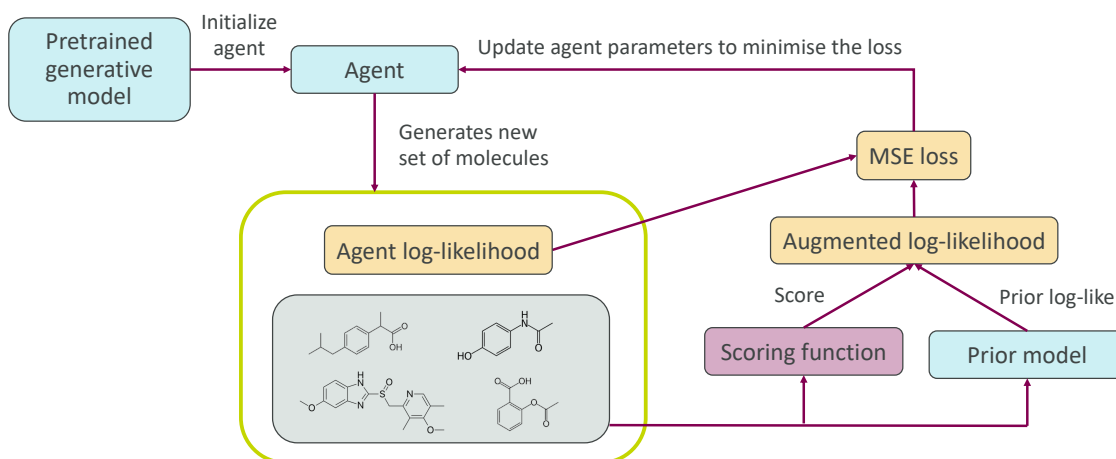 Pretrained
generative
model
Initialize
agent
Agent
Update agent parameters to minimise the loss
Generates new
set of molecules
MSE loss
Agent log-likelihood
Augmented log-likelihood
Score
Prior log-like
Scoring function
Prior model
O
OH
H
N
O
HO
H
N
N
O
S
O
N
O
OH
O
O
O